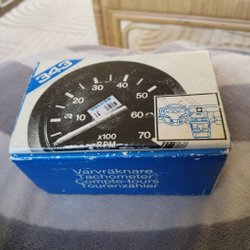 343
10
20
30
40
50
60
70
x100
RPM
Varvräknare
Tachometer
Compte-tours
Tourenzähler